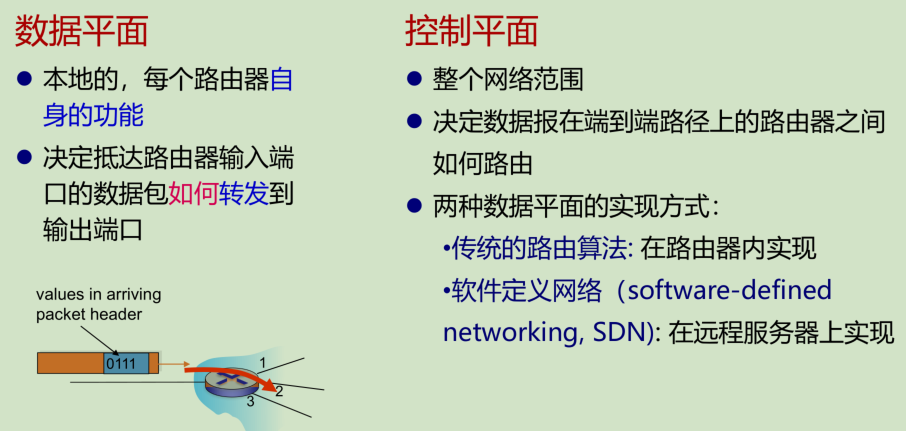 数据平面
● 本地的，每个路由器自
身的功能
● 决定抵达路由器输入端
口的数据包如何转发到
输出端口
values in arriving
packet header
0111
1
2
3
控制平面
● 整个网络范围
● 决定数据报在端到端路径上的路由器之间
如何路由
● 两种数据平面的实现方式：
•传统的路由算法: 在路由器内实现
•软件定义网络（software-defined
networking, SDN): 在远程服务器上实现